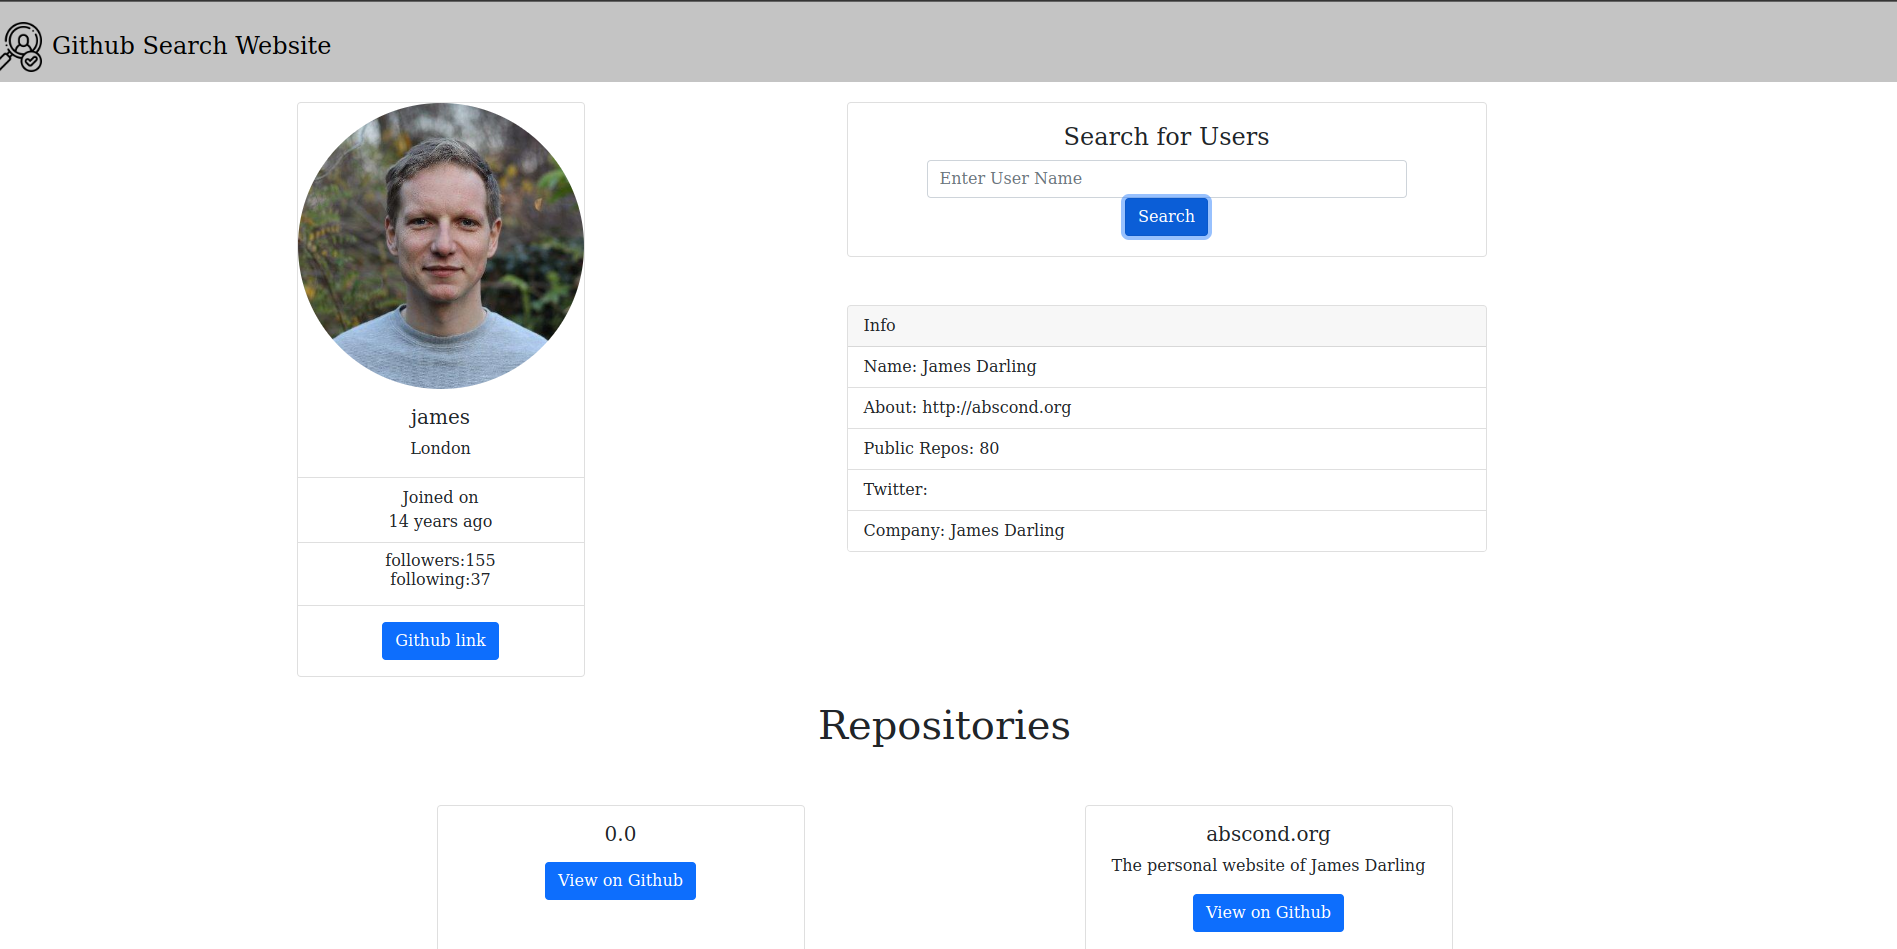 Github Search Website
james
London
Joined on
14 years ago
followers:155
following:37
Github link
Search for Users
Enter User Name
Search
Info
Name: James Darling
About: http://abscond.org
Public Repos: 80
Twitter:
Company: James Darling
Repositories
0.0
View on Github
abscond.org
The personal website of James Darling
View on Github